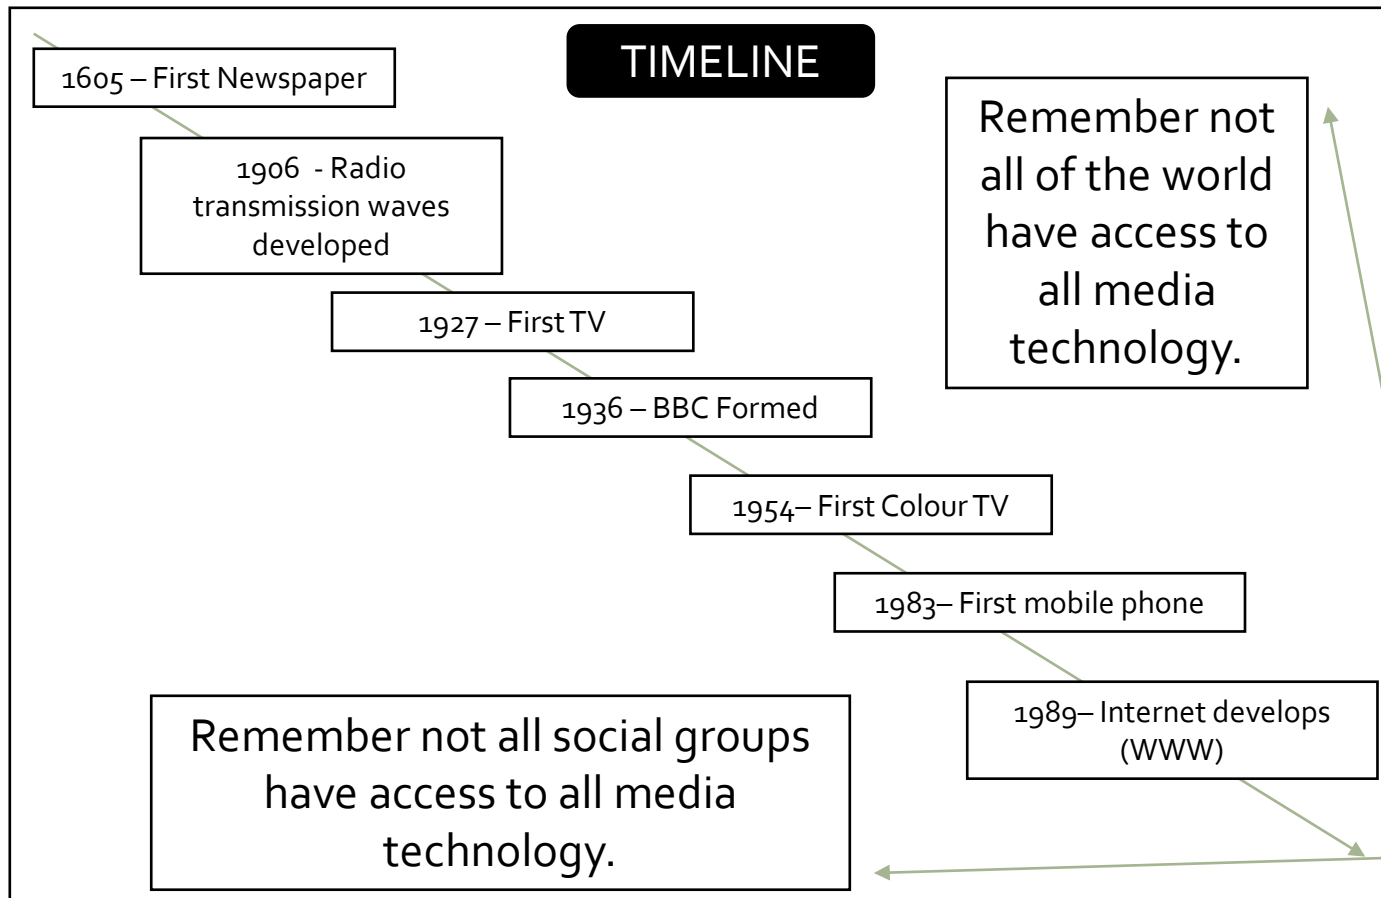 TIMELINE
1605 – First Newspaper
1906  - Radio
transmission waves
developed
1927 – First TV
1936 – BBC Formed
1954– First Colour TV
1983– First mobile phone
1989– Internet develops
(WWW)
Remember not
all of the world
have access to
all media
technology.
Remember not all social groups
have access to all media
technology.